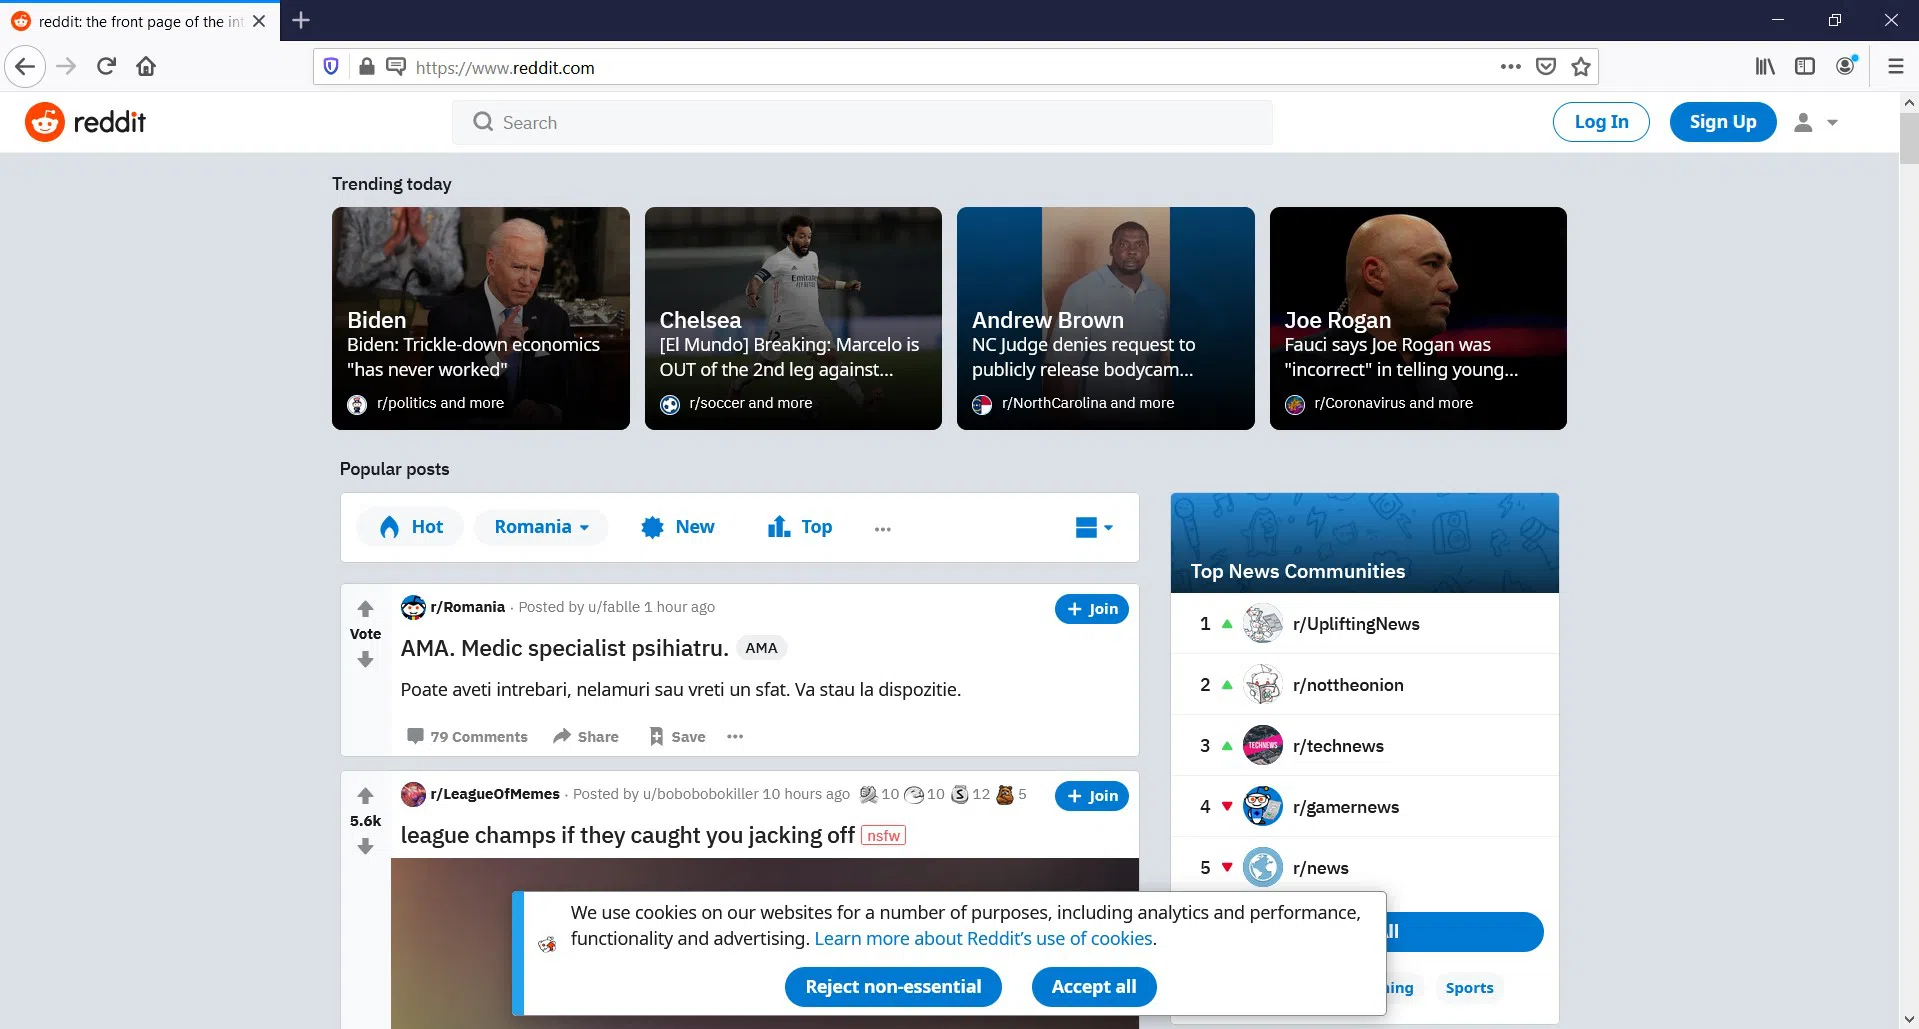 reddit: the front page of the int
https://www.reddit.com
reddit
Search
Log In
Sign Up
Trending today
Biden
Biden: Trickle-down economics
"has never worked"
r/politics and more
Chelsea
[El Mundo] Breaking: Marcelo is
OUT of the 2nd leg against...
r/soccer and more
Andrew Brown
NC Judge denies request to
publicly release bodycam...
r/NorthCarolina and more
Joe Rogan
Fauci says Joe Rogan was
"incorrect" in telling young...
r/Coronavirus and more
Popular posts
Hot
Romania
New
Top
r/Romania · Posted by u/fablle 1 hour ago
Join
Vote
AMA. Medic specialist psihiatru. AMA
Poate aveti intrebari, nelamuri sau vreti un sfat. Va stau la dispozitie.
79 Comments
Share
Save
r/LeagueOfMemes · Posted by u/bobobobokiller 10 hours ago 10 10 12 5
Join
5.6k
league champs if they caught you jacking off nsfw
Top News Communities
1 r/UpliftingNews
2 r/nottheonion
3 TECHNEWS r/technews
4 r/gamernews
5 r/news
Sports
We use cookies on our websites for a number of purposes, including analytics and performance,
functionality and advertising. Learn more about Reddit's use of cookies.
Reject non-essential
Accept all